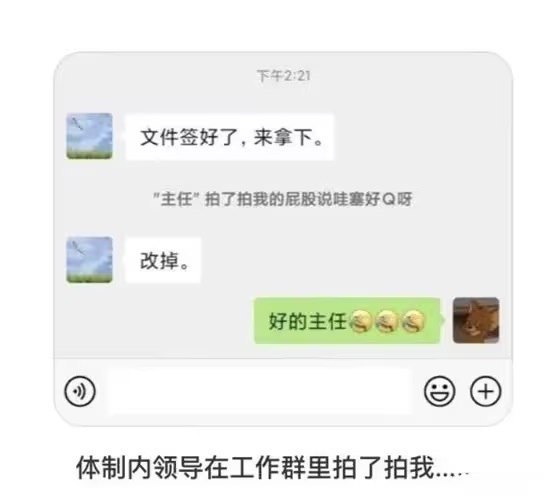 下午2:21
文件签好了，来拿下。
"主任" 拍了拍我的屁股说哇塞好Q呀
改掉。
好的主任
体制内领导在工作群里拍了拍我....